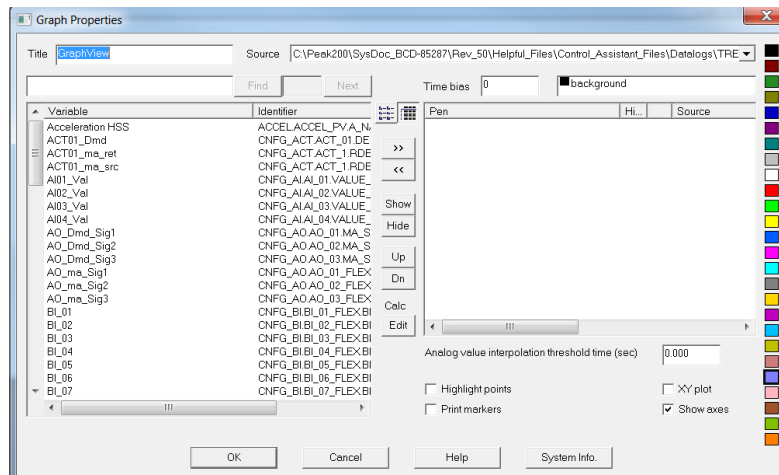 Graph Properties
Title GraphView Source C:\Peak200\SysDoc_BCD-85287\Rev_50\Helpful_Files\Control_Assistant_Files\Datalogs\TRE
Find Next Time bias 0 background
Variable Identifier Pen Hi... Source
Acceleration HSS ACCEL.ACCEL_PV.A_N
ACT01_Dmd CNFG_ACT.ACT_01.DE
ACT01_ma_ret CNFG_ACT.ACT_1.RDE
ACT01_ma_src CNFG_ACT.ACT_1.RDE
AI01_Val CNFG_AI.AI_01.VALUE_
AI02_Val CNFG_AI.AI_02.VALUE_
AI03_Val CNFG_AI.AI_03.VALUE_
AI04_Val CNFG_AI.AI_04.VALUE_
AO_Dmd_Sig1 CNFG_AO.AO_01.MA_S
AO_Dmd_Sig2 CNFG_AO.AO_02.MA_S
AO_Dmd_Sig3 CNFG_AO.AO_03.MA_S
AO_ma_Sig1 CNFG_AO.AO_01_FLEX
AO_ma_Sig2 CNFG_AO.AO_02_FLEX
AO_ma_Sig3 CNFG_AO.AO_03_FLEX
BI_01 CNFG_BI.BI_01_FLEX.BI
BI_02 CNFG_BI.BI_02_FLEX.BI
BI_03 CNFG_BI.BI_03_FLEX.BI
BI_04 CNFG_BI.BI_04_FLEX.BI
BI_05 CNFG_BI.BI_05_FLEX.BI
BI_06 CNFG_BI.BI_06_FLEX.BI
BI_07 CNFG_BI.BI_07_FLEX.BI
>>
<<
Show
Hide
Up
Dn
Calc
Edit
Analog value interpolation threshold time (sec) 0.000
Highlight points XY plot
Print markers Show axes
OK Cancel Help System Info.